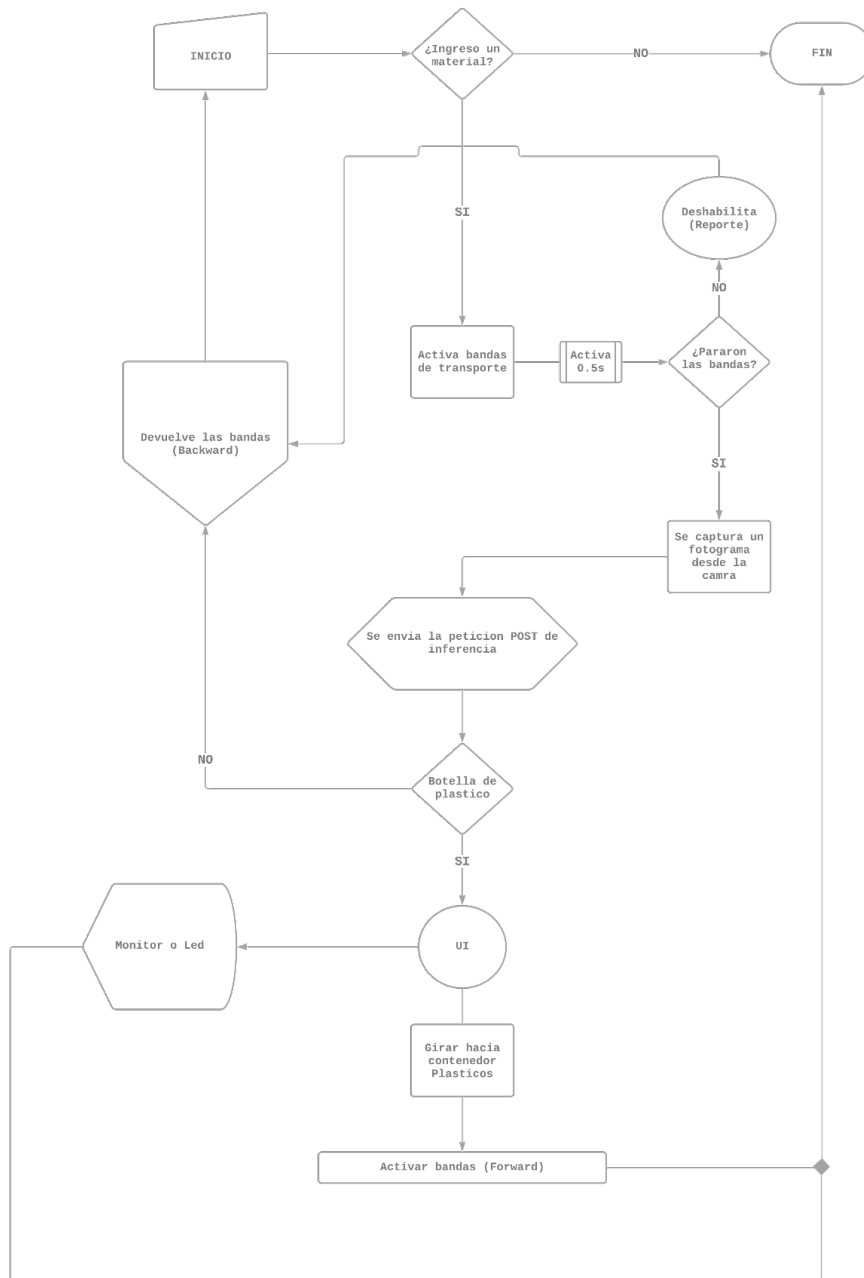 INICIO
¿Ingreso un
material?
NO
FIN
SI
Deshabilita
(Reporte)
NO
Activa bandas
de transporte
Activa
0.5s
¿Pararon
las bandas?
Devuelve las bandas
(Backward)
SI
Se captura un
fotograma
desde la
camra
Se envia la peticion POST de
inferencia
NO
Botella de
plastico
SI
Monitor o Led
UI
Girar hacia
contenedor
Plasticos
Activar bandas (Forward)